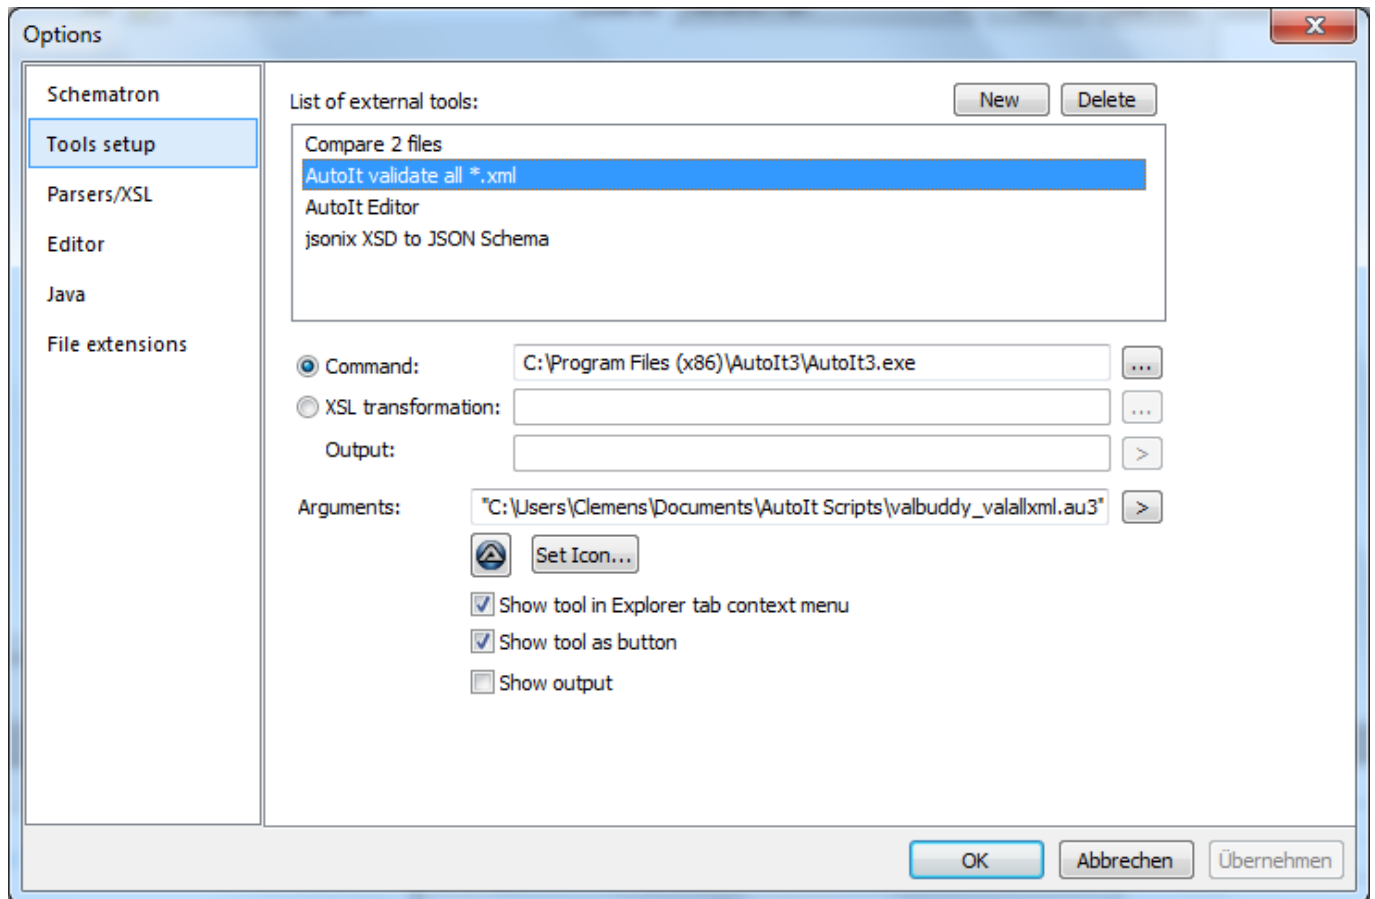 Options
Schematron
Tools setup
Parsers/XSL
Editor
Java
File extensions
List of external tools:
New
Delete
Compare 2 files
AutoIt validate all *.xml
AutoIt Editor
jsonix XSD to JSON Schema
Command:
C:\Program Files (x86)\AutoIt3\AutoIt3.exe
...
XSL transformation:
...
Output:
>
Arguments:
"C:\Users\Clemens\Documents\AutoIt Scripts\valbuddy_valallxml.au3"
>
Set Icon...
Show tool in Explorer tab context menu
Show tool as button
Show output
OK
Abbrechen
Übernehmen